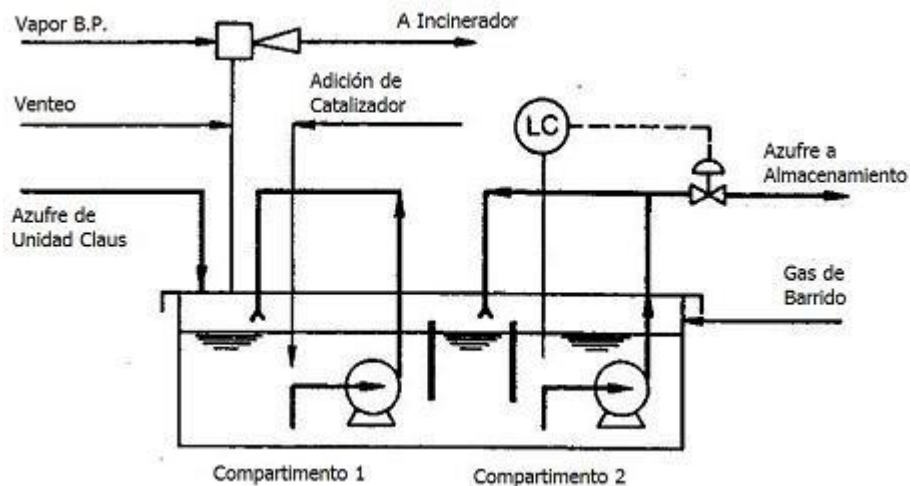 Vapor B.P.
A Incinerador
Venteo
Adición de
Catalizador
LC
Azufre a
Almacenamiento
Azufre de
Unidad Claus
Gas de
Barrido
Compartimento 1
Compartimento 2